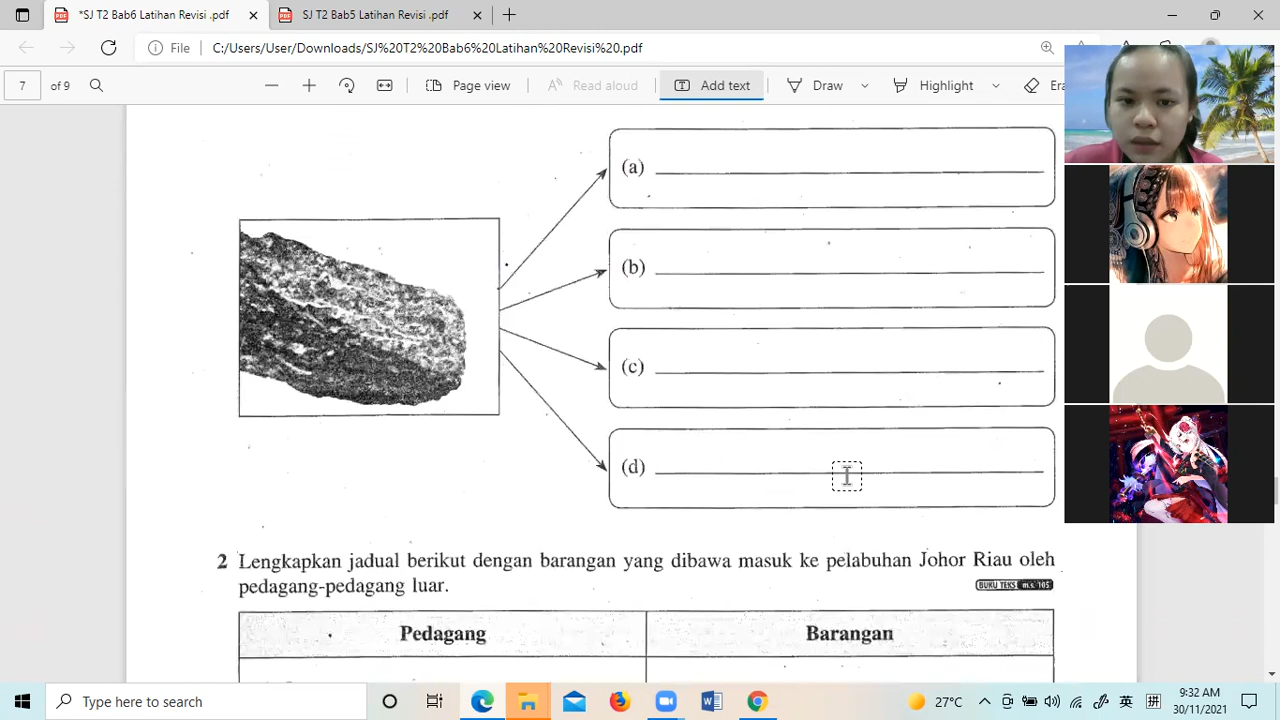 *SJ T2 Bab6 Latihan Revisi .pdf
SJ T2 Bab5 Latihan Revisi .pdf
File
C:/Users/User/Downloads/SJ%20T2%20Bab6%20Latihan%20Revisi%20.pdf
7 of 9
Page view
Read aloud
Add text
Draw
Highlight
Era
(a)
(b)
(c)
(d)
2 Lengkapkan jadual berikut dengan barangan yang dibawa masuk ke pelabuhan Johor Riau oleh
pedagang-pedagang luar.
BUKU TEKS m.s. 105
Pedagang Barangan
Type here to search
27°C
英
拼
9:32 AM
30/11/2021